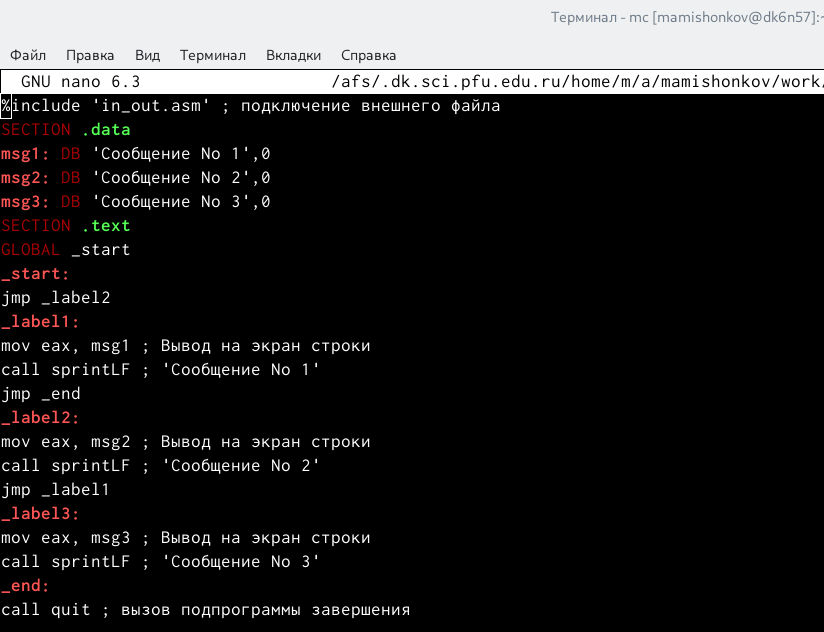 Терминал - mc [mamishonkov@dk6n57]:~
Файл Правка Вид Терминал Вкладки Справка
GNU nano 6.3 /afs/.dk.sci.pfu.edu.ru/home/m/a/mamishonkov/work/
%include 'in_out.asm' ; подключение внешнего файла
SECTION .data
msg1: DB 'Сообщение No 1',0
msg2: DB 'Сообщение No 2',0
msg3: DB 'Сообщение No 3',0
SECTION .text
GLOBAL _start
_start:
jmp _label2
_label1:
mov eax, msg1 ; Вывод на экран строки
call sprintLF ; 'Сообщение No 1'
jmp _end
_label2:
mov eax, msg2 ; Вывод на экран строки
call sprintLF ; 'Сообщение No 2'
jmp _label1
_label3:
mov eax, msg3 ; Вывод на экран строки
call sprintLF ; 'Сообщение No 3'
_end:
call quit ; вызов подпрограммы завершения